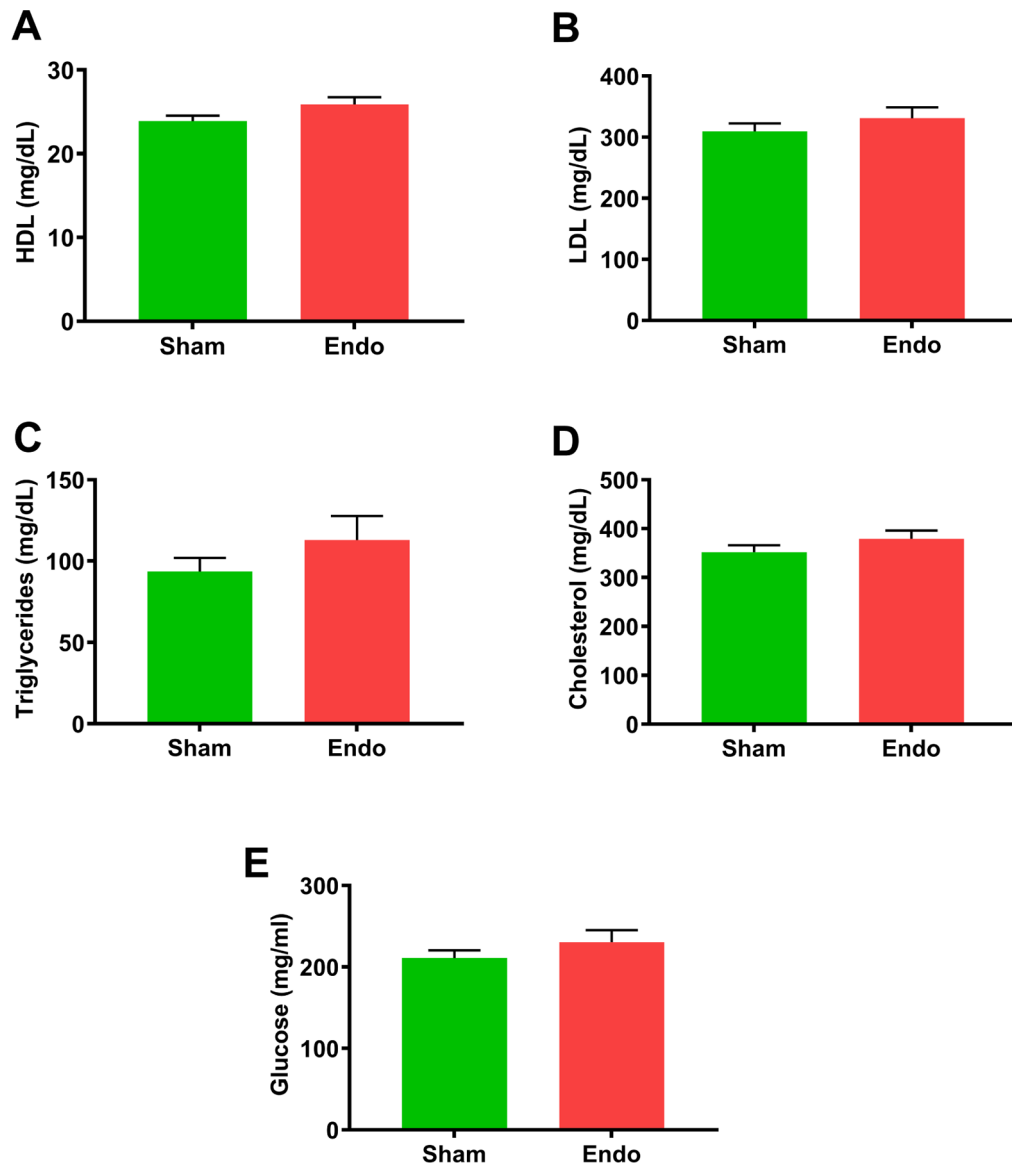 A
HDL (mg/dL)
30
20
10
0
Sham Endo
B
LDL (mg/dL)
400
300
200
100
0
Sham Endo
C
Triglycerides (mg/dL)
150
100
50
0
Sham Endo
D
Cholesterol (mg/dL)
500
400
300
200
100
0
Sham Endo
E
Glucose (mg/ml)
300
200
100
0
Sham Endo